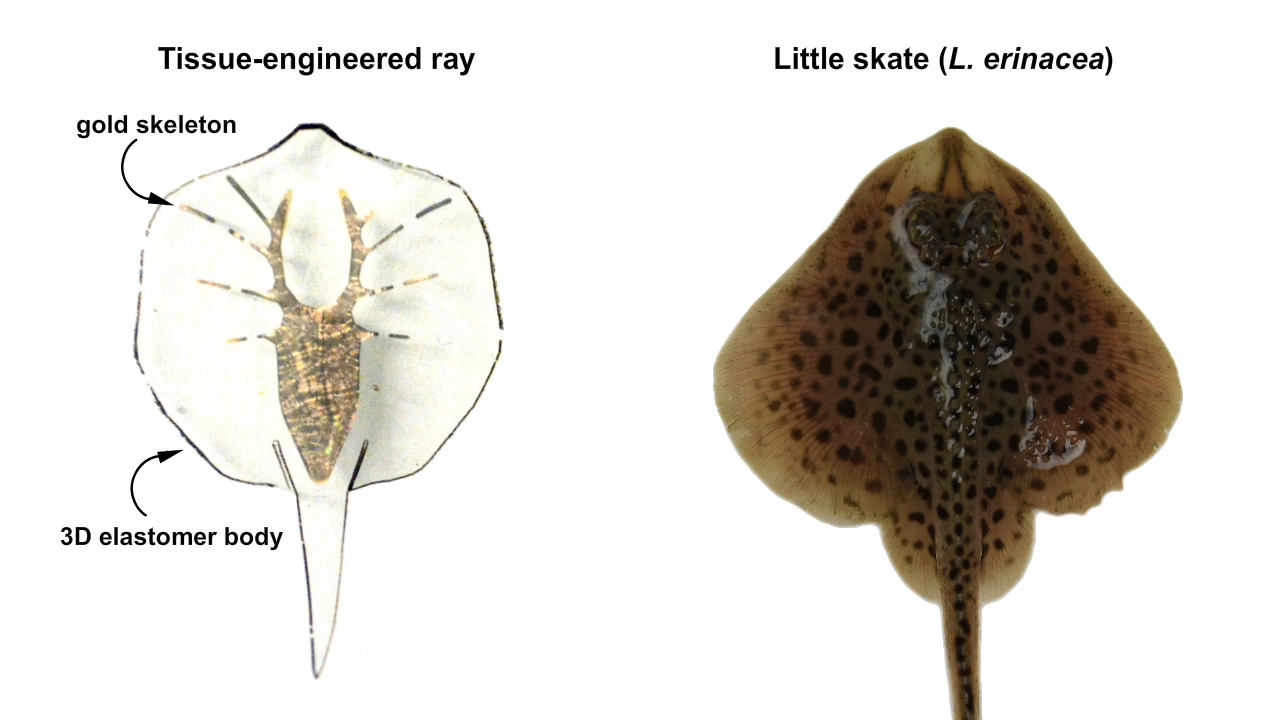 Tissue-engineered ray
Little skate (L. erinacea)
gold skeleton
3D elastomer body